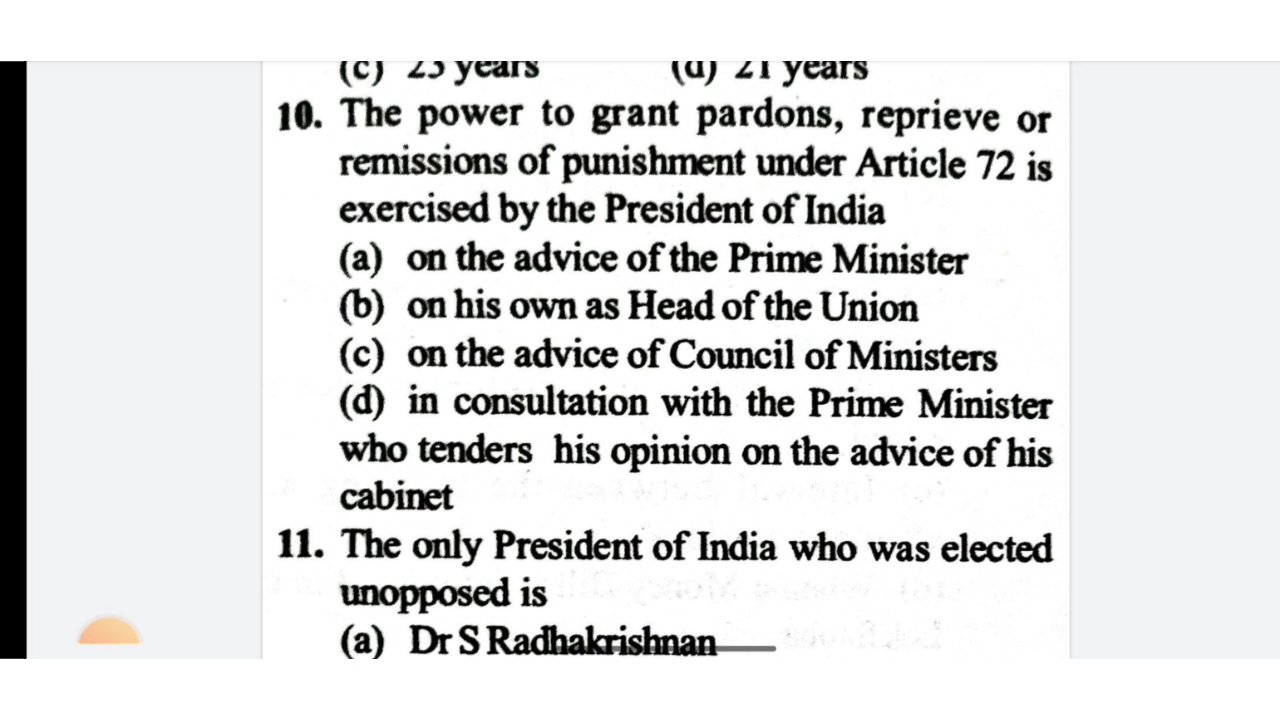 (c) 23 years (d) 21 years
10. The power to grant pardons, reprieve or
remissions of punishment under Article 72 is
exercised by the President of India
(a) on the advice of the Prime Minister
(b) on his own as Head of the Union
(c) on the advice of Council of Ministers
(d) in consultation with the Prime Minister
who tenders his opinion on the advice of his
cabinet
11. The only President of India who was elected
unopposed is
(a) Dr S Radhakrishnan